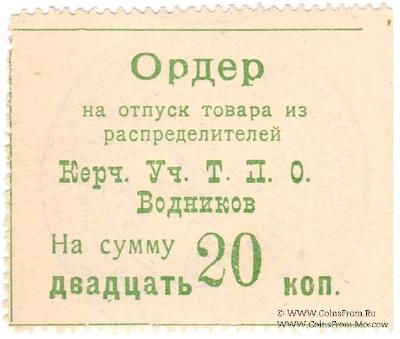 Ордер
на отпуск товара из
распределителей
Керч. Уч. Т. П. О.
Водников
На сумму 20
двадцать коп.
© www.CoinsFrom.Ru
www.CoinsFrom.Moscow